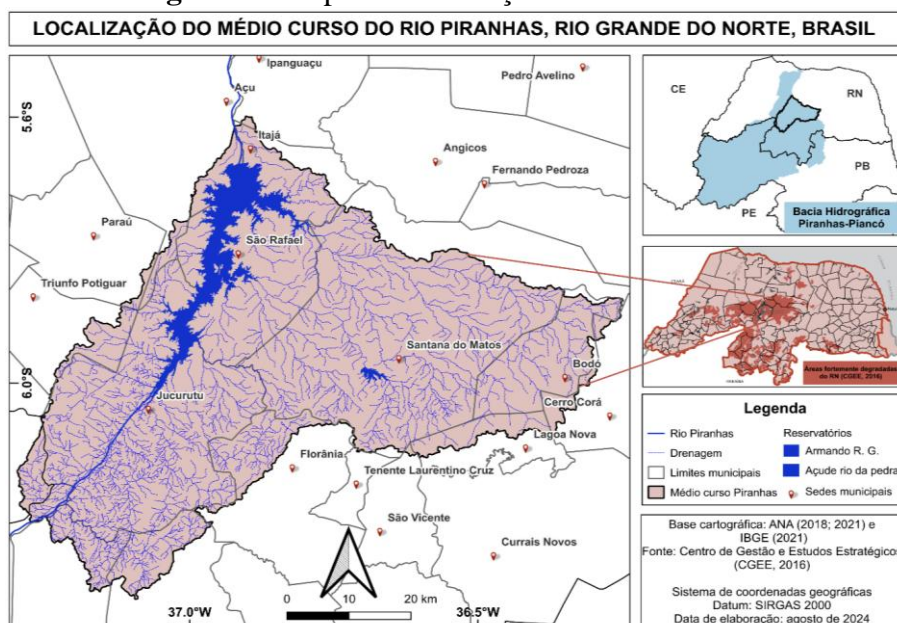 LOCALIZAÇÃO DO MÉDIO CURSO DO RIO PIRANHAS, RIO GRANDE DO NORTE, BRASIL
Ipanguaçu
Pedro Avelino
Açu
5.6°S
Itajá
Angicos
Fernando Pedroza
Paraú
São Rafael
Triunfo Potiguar
Santana do Matos
Bodó
6.0°S
Jucurutu
Cerro Corá
Lagoa Nova
Florânia
Tenente Laurentino Cruz
São Vicente
Currais Novos
37.0°W
36.5°W
0 10 20 km
CE
RN
PB
PE
Bacia Hidrográfica
Piranhas-Piancó
Áreas fortemente degradadas
do RN (CGEE, 2016)
Legenda
Rio Piranhas
Drenagem
Limites municipais
Médio curso Piranhas
Reservatórios
Armando R. G.
Açude rio da pedra
Sedes municipais
Base cartográfica: ANA (2018; 2021) e
IBGE (2021)
Fonte: Centro de Gestão e Estudos Estratégicos
(CGEE, 2016)
Sistema de coordenadas geográficas
Datum: SIRGAS 2000
Data de elaboração: agosto de 2024